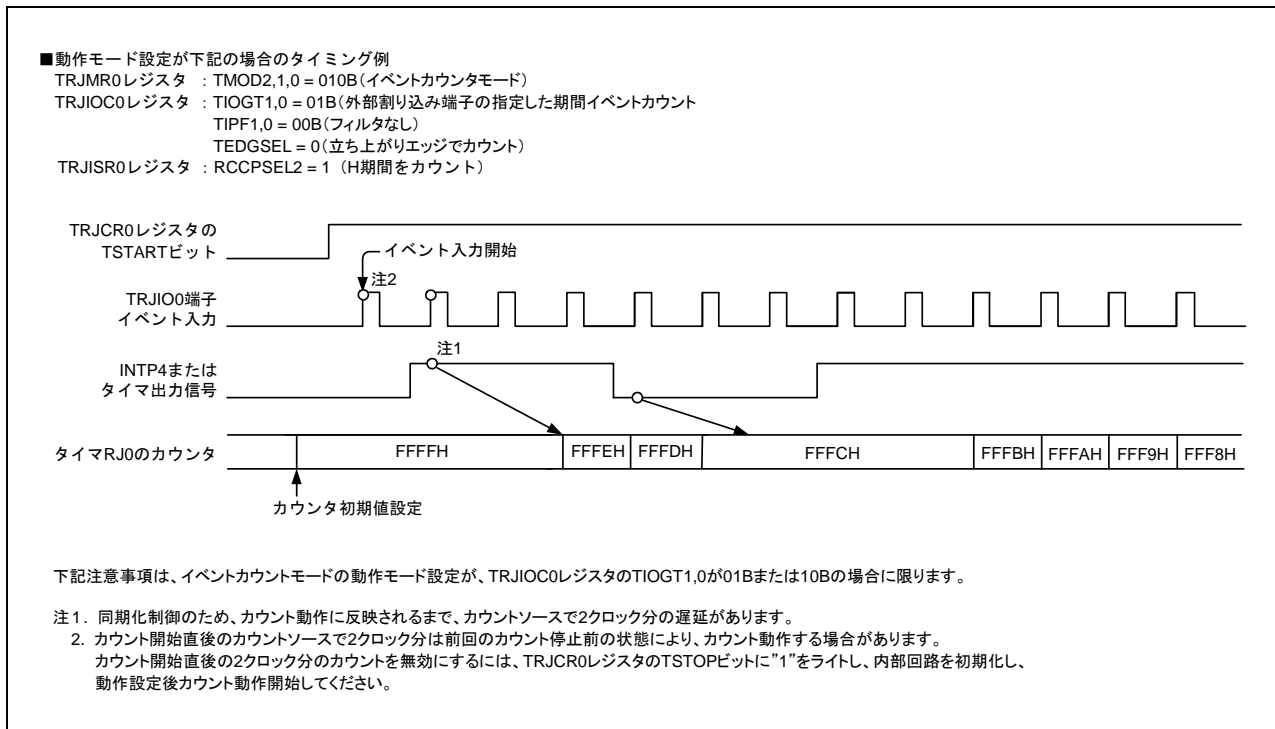 ■動作モード設定が下記の場合のタイミング例
TRJMR0レジスタ : TMOD2,1,0 = 010B(イベントカウンタモード)
TRJIOC0レジスタ : TIOGT1,0 = 01B(外部割り込み端子の指定した期間イベントカウント
TIPF1,0 = 00B(フィルタなし)
TEDGSEL = 0(立ち上がりエッジでカウント)
TRJISR0レジスタ : RCCPSEL2 = 1 (H期間をカウント)
TRJCR0レジスタの
TSTARTビット
イベント入力開始
注2
TRJIO0端子
イベント入力
注1
INTP4または
タイマ出力信号
タイマRJ0のカウンタ
FFFFH FFFEH FFFDH FFFCH FFFBH FFFAH FFF9H FFF8H
カウンタ初期値設定
下記注意事項は、イベントカウントモードの動作モード設定が、TRJIOC0レジスタのTIOGT1,0が01Bまたは10Bの場合に限ります。
注1. 同期化制御のため、カウント動作に反映されるまで、カウントソースで2クロック分の遅延があります。
2. カウント開始直後のカウントソースで2クロック分は前回のカウント停止前の状態により、カウント動作する場合があります。
カウント開始直後の2クロック分のカウントを無効にするには、TRJCR0レジスタのTSTOPビットに”1”をライトし、内部回路を初期化し、
動作設定後カウント動作開始してください。